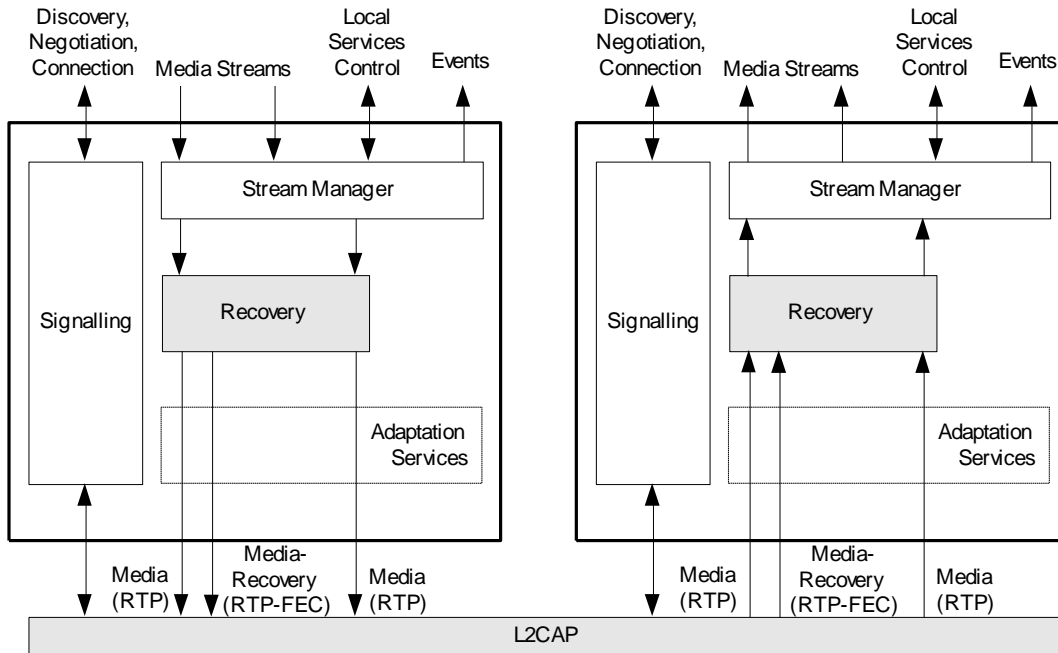 Discovery,
Negotiation,
Connection
Media Streams
Local
Services
Control
Events
Stream Manager
Signalling
Recovery
Adaptation
Services
Media
(RTP)
Media-
Recovery
(RTP-FEC)
Media
(RTP)
Discovery,
Negotiation,
Connection
Media Streams
Local
Services
Control
Events
Stream Manager
Signalling
Recovery
Adaptation
Services
Media
(RTP)
Media-
Recovery
(RTP-FEC)
Media
(RTP)
L2CAP